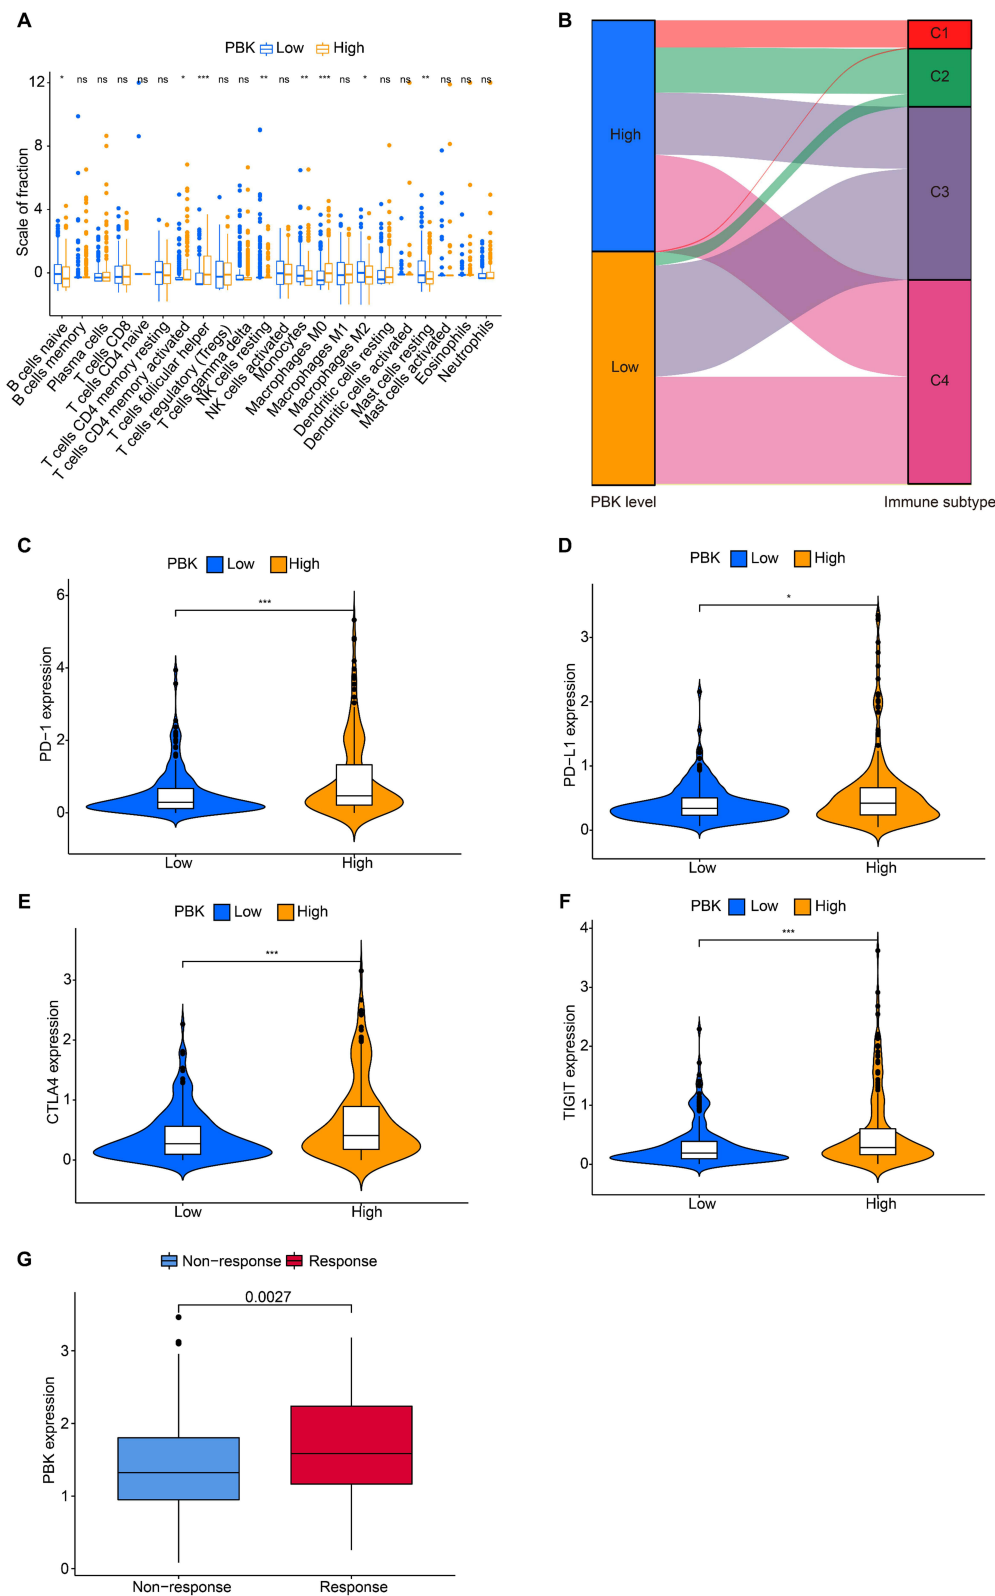 A
PBK Low High
* ns ns ns ns ns * *** ns ns ** ns ** *** ns * ns ns ** ns ns ns
12
8
4
0
Scale of fraction
B cells naive
B cells memory
Plasma cells
T cells CD8
T cells CD4 naive
T cells CD4 memory resting
T cells CD4 memory activated
T cells follicular helper
T cells regulatory (Tregs)
T cells gamma delta
NK cells resting
NK cells activated
Monocytes
Macrophages M0
Macrophages M1
Macrophages M2
Dendritic cells resting
Dendritic cells activated
Mast cells resting
Mast cells activated
Eosinophils
Neutrophils
B
High
Low
C1
C2
C3
C4
PBK level
Immune subtype
C
PBK Low High
***
6
4
2
0
PD−1 expression
Low
High
D
PBK Low High
*
3
2
1
0
PD−L1 expression
Low
High
E
PBK Low High
***
3
2
1
0
CTLA4 expression
Low
High
F
PBK Low High
***
4
3
2
1
0
TIGIT expression
Low
High
G
Non−response Response
0.0027
3
2
1
0
PBK expression
Non−response
Response